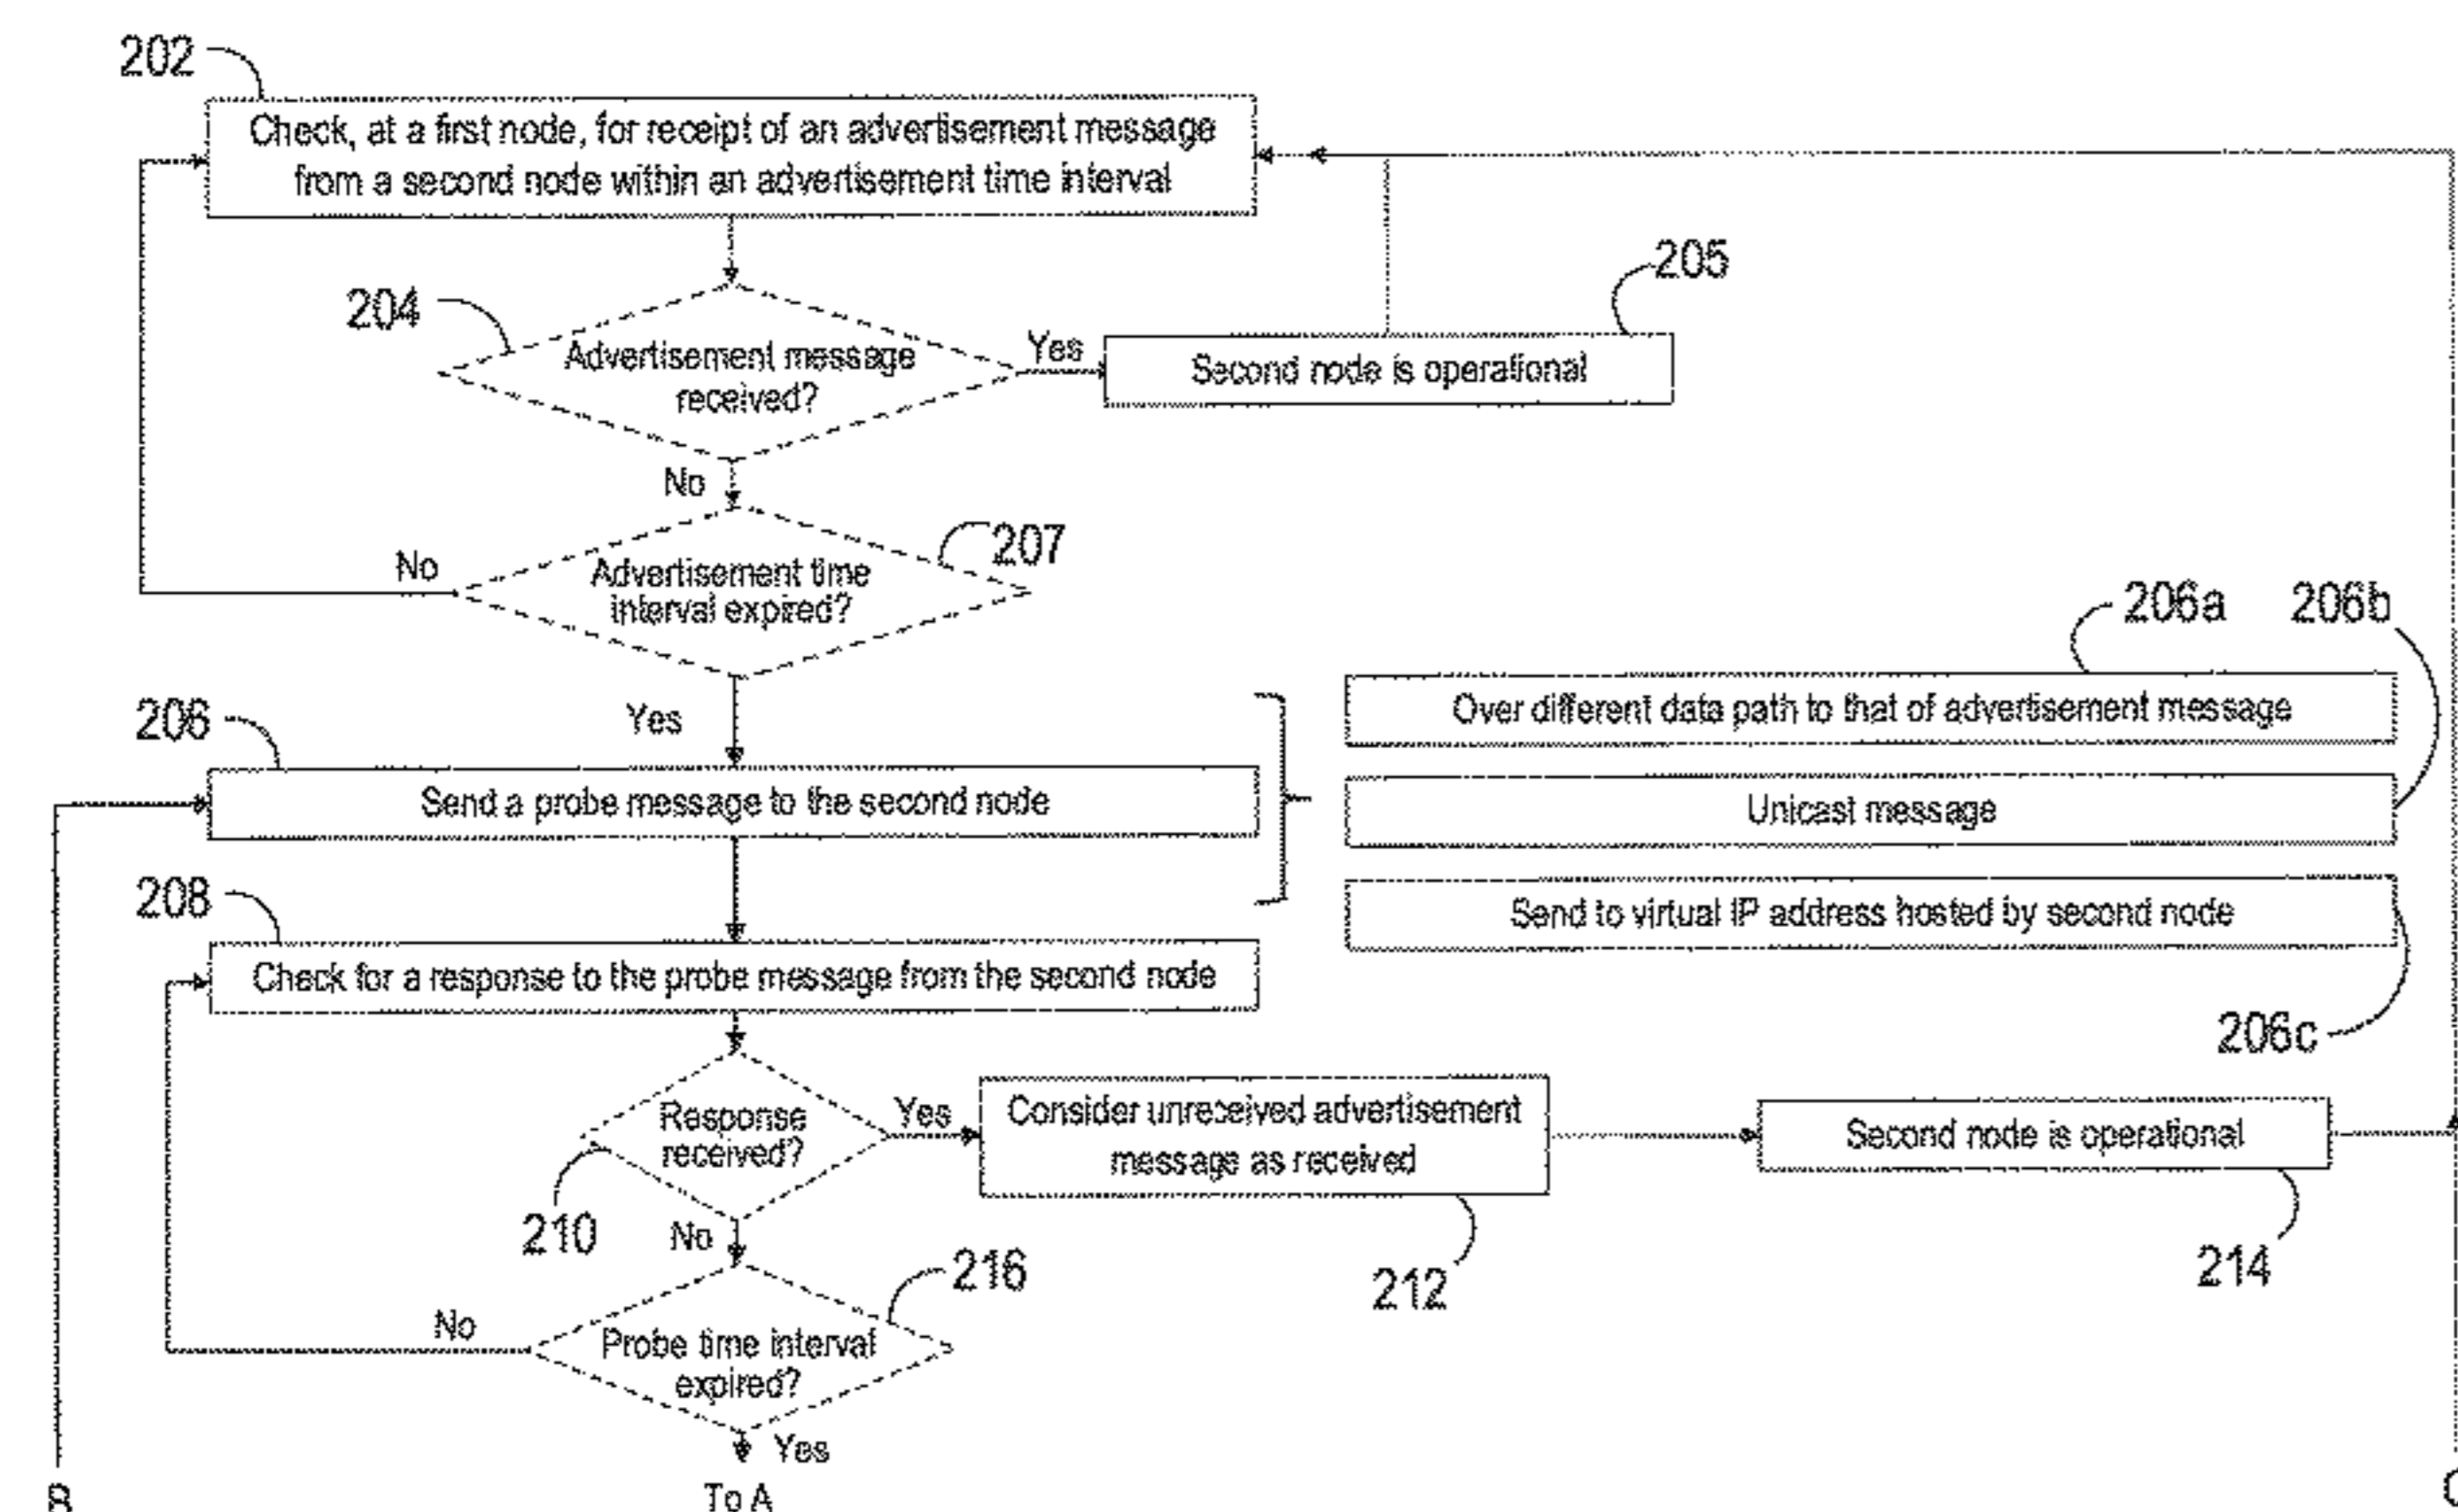 202
Check, at a first node, for receipt of an advertisement message
from a second node within an advertisement time interval
204
Advertisement message
received?
Yes
205
Second node is operational
No
207
Advertisement time
interval expired?
No
Yes
206a
206b
Over different data path to that of advertisement message
206
Send a probe message to the second node
Unicast message
208
Send to virtual IP address hosted by second node
Check for a response to the probe message from the second node
206c
Response
received?
Yes
Consider unreceived advertisement
message as received
Second node is operational
210
No
212
214
216
Probe time interval
expired?
No
Yes
To A